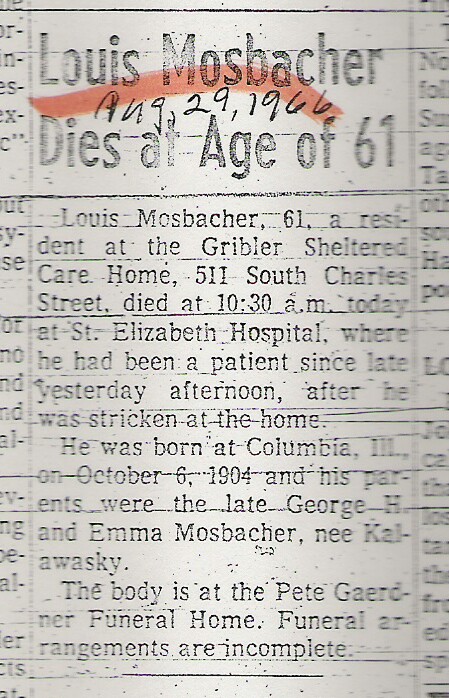 Louis Mosbacher
Aug, 29, 1966.
Dies at Age of 61
Louis Mosbacher, 61, a resi-
dent at the Gribler Sheltered
Care Home, 511 South Charles
Street, died at 10:30 a.m. today
at St. Elizabeth Hospital, where
he had been a patient since late
yesterday afternoon, after he
was stricken at the home.
He was born at Columbia, Ill.,
on October 6, 1904 and his par-
ents were the late George H.
and Emma Mosbacher, nee Kal-
awasky.
The body is at the Pete Gaerd-
ner Funeral Home. Funeral ar-
rangements are incomplete.